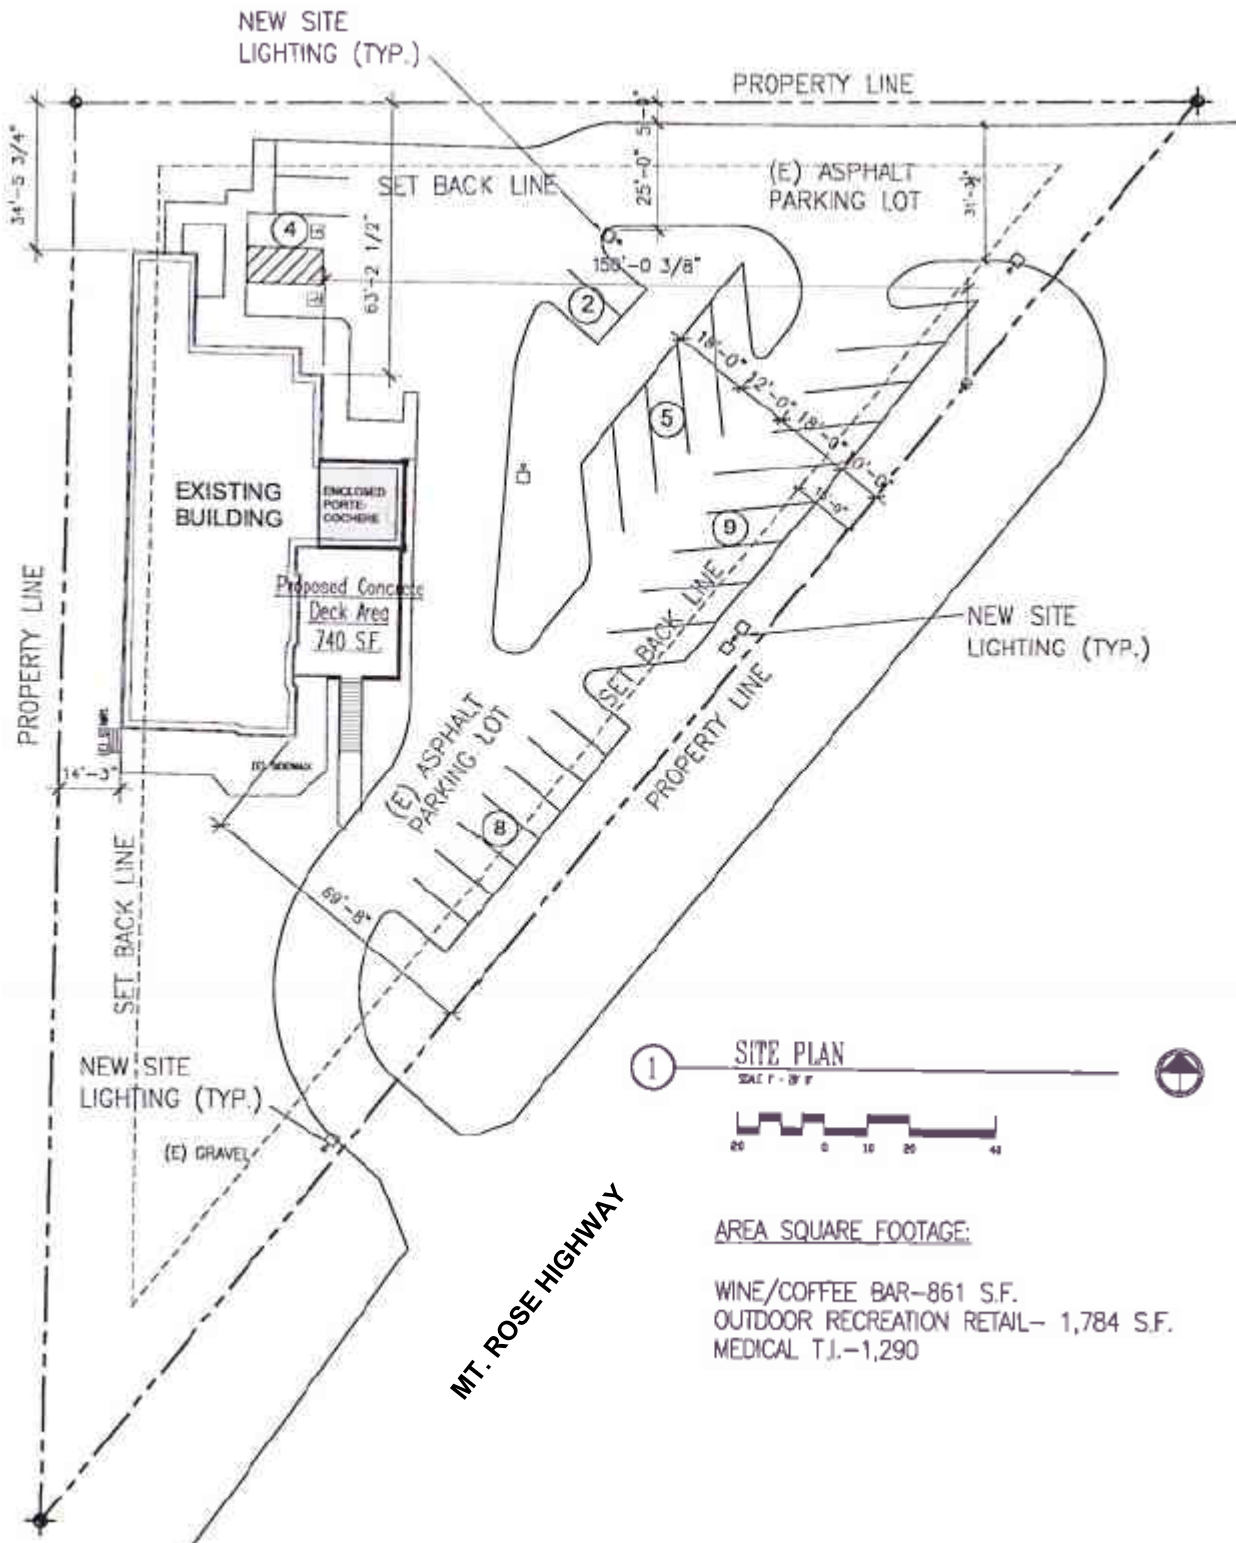 NEW SITE
LIGHTING (TYP.)
PROPERTY LINE
34'-5 3/4"
5'-0"
25'-0"
SET BACK LINE
(E) ASPHALT
PARKING LOT
4
63'-2 1/2"
2
18'-0"
12'-0"
18'-0"
5
EXISTING
BUILDING
ENCLOSED
PORTE-
COCHERE
9
Proposed Concrete
Deck Area
740 S.F.
PROPERTY LINE
SET BACK LINE
NEW SITE
LIGHTING (TYP.)
PROPERTY LINE
(E) ASPHALT
PARKING LOT
14'-3"
8
69'-8"
SET BACK LINE
NEW SITE
LIGHTING (TYP.)
(E) GRAVEL
1
SITE PLAN
20 0 10 20 40
MT. ROSE HIGHWAY
AREA SQUARE FOOTAGE:
WINE/COFFEE BAR-861 S.F.
OUTDOOR RECREATION RETAIL- 1,784 S.F.
MEDICAL T.I.-1,290